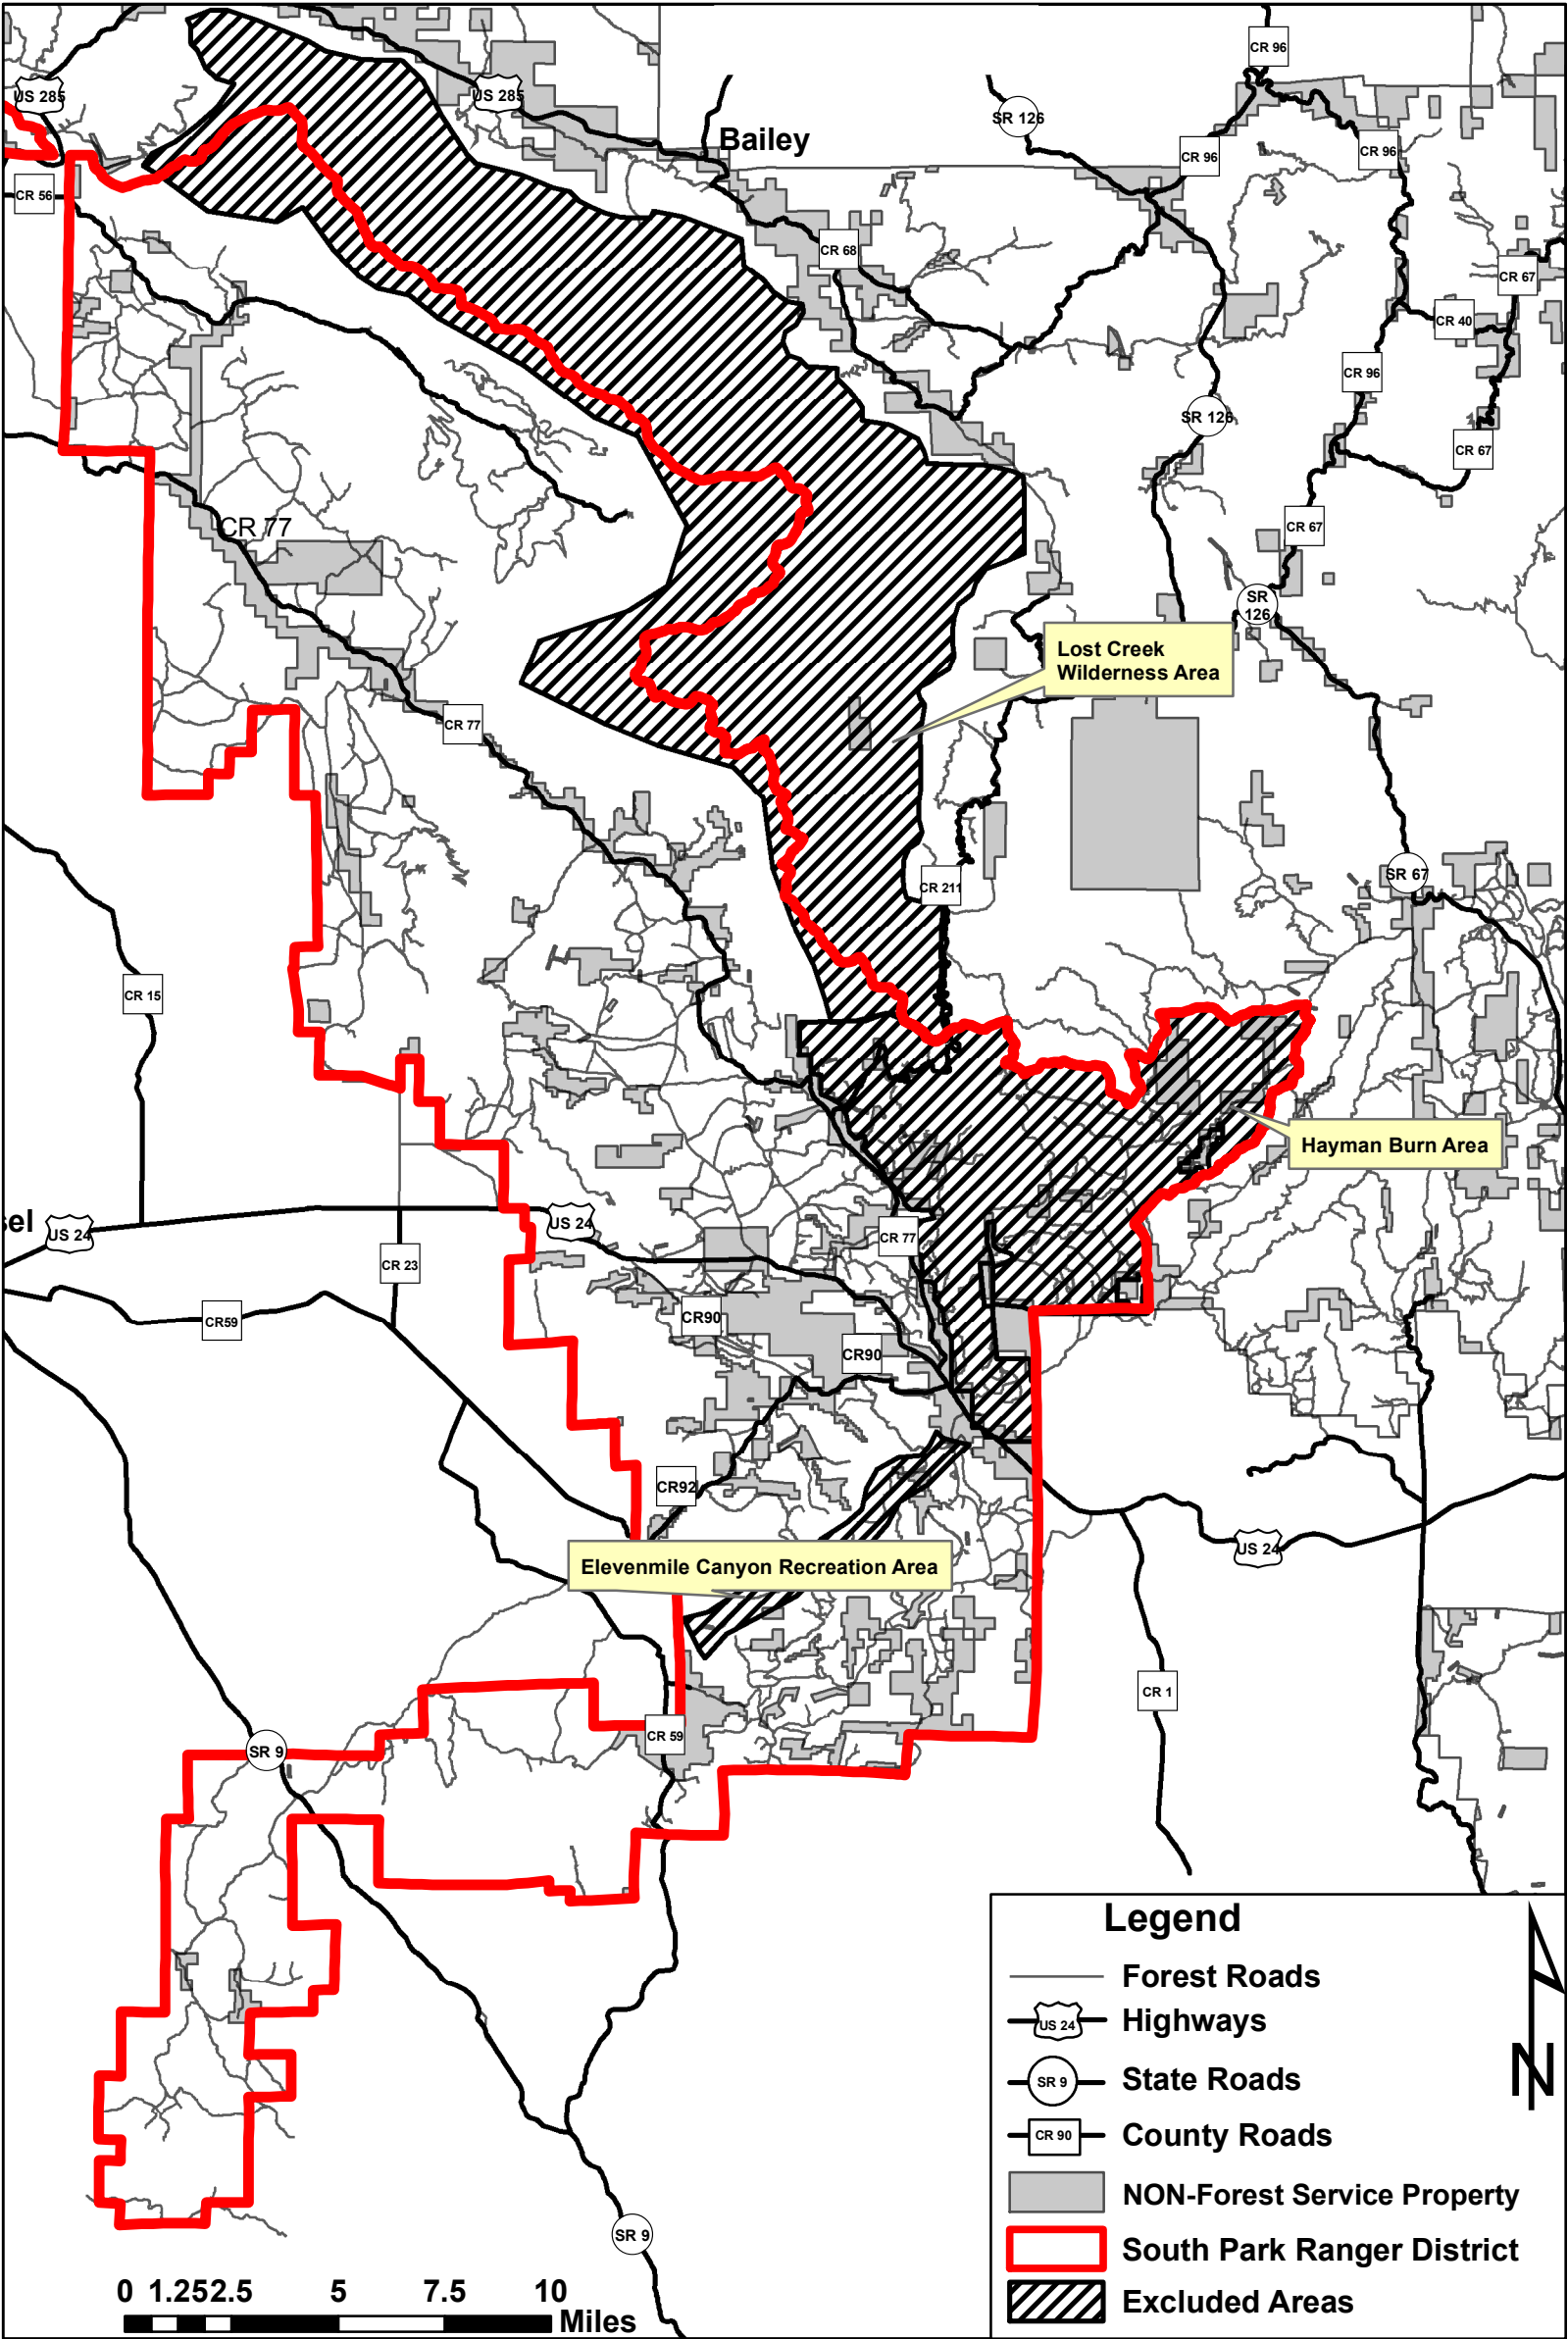 CR 96
US 285
US 285
SR 126
Bailey
CR 96
CR 96
CR 56
CR 68
CR 67
CR 40
CR 96
SR 126
CR 67
CR 77
CR 67
SR
126
Lost Creek
Wilderness Area
CR 77
SR 67
CR 211
CR 15
Hayman Burn Area
sel
US 24
US 24
CR 77
CR 23
CR59
CR90
CR90
CR92
US 24
Elevenmile Canyon Recreation Area
CR 1
CR 59
SR 9
SR 9
Legend
Forest Roads
US 24
Highways
SR 9
State Roads
CR 90
County Roads
NON-Forest Service Property
South Park Ranger District
Excluded Areas
N
0 1.25 2.5 5 7.5 10
Miles